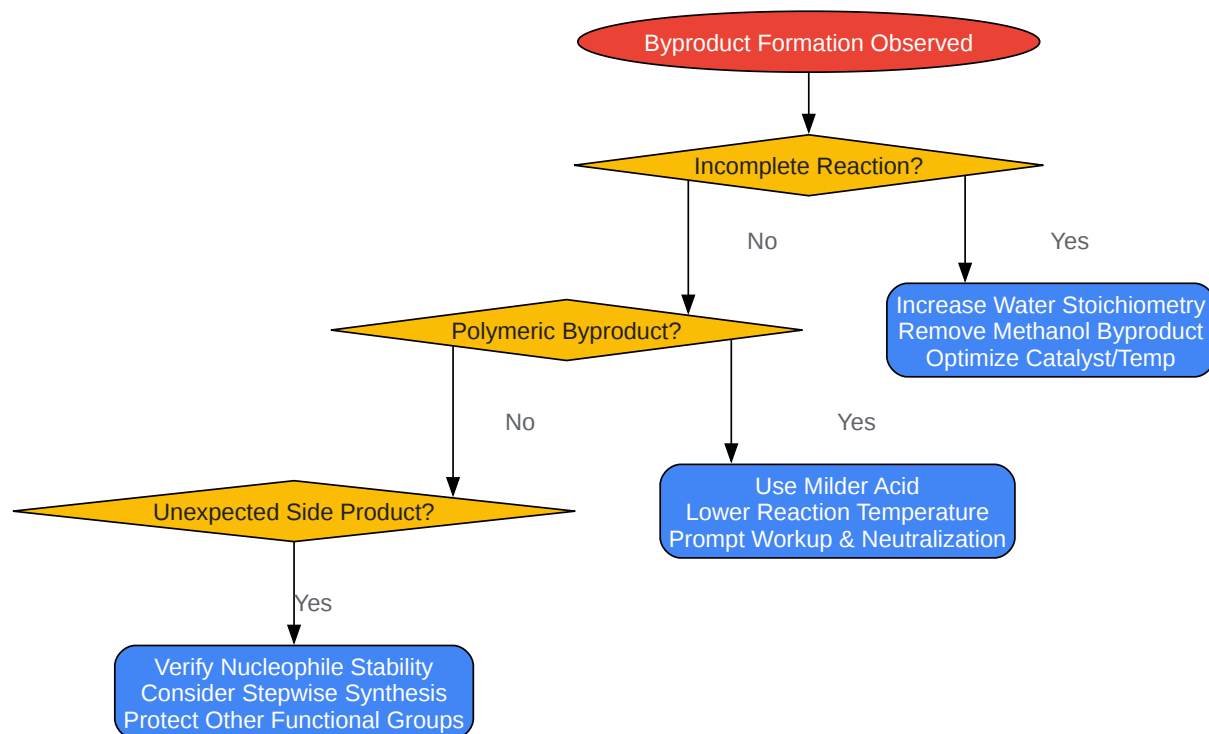 Byproduct Formation Observed
Incomplete Reaction?
No
Yes
Increase Water Stoichiometry
Remove Methanol Byproduct
Optimize Catalyst/Temp
Polymeric Byproduct?
No
Yes
Use Milder Acid
Lower Reaction Temperature
Prompt Workup & Neutralization
Unexpected Side Product?
Yes
Verify Nucleophile Stability
Consider Stepwise Synthesis
Protect Other Functional Groups